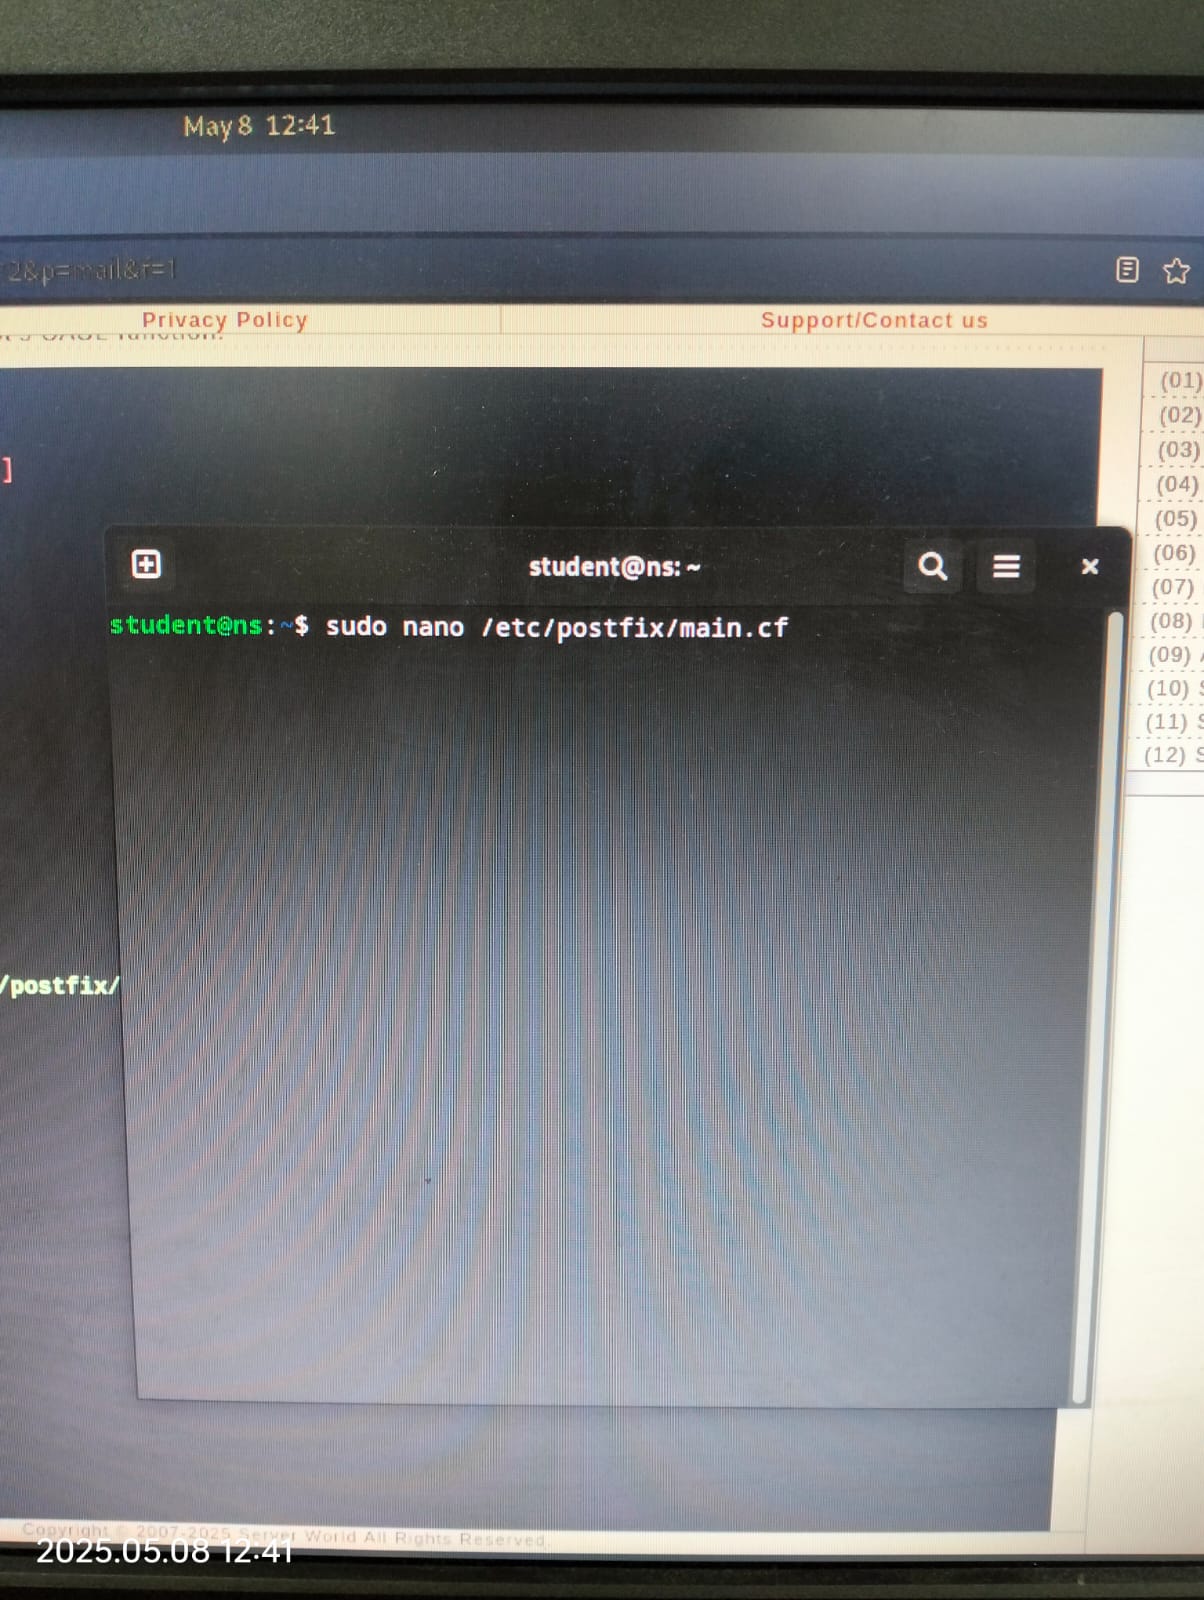 May 8 12:41
2&p=mail&f=1
Privacy Policy
Support/Contact us
function.
]
(01)
(02)
(03)
(04)
(05)
(06)
(07)
(08)
(09)
(10) S
(11) S
(12) S
student@ns: ~
student@ns:~$ sudo nano /etc/postfix/main.cf
/postfix/
Copyright © 2007-2025 Server World All Rights Reserved.
2025.05.08 12:41